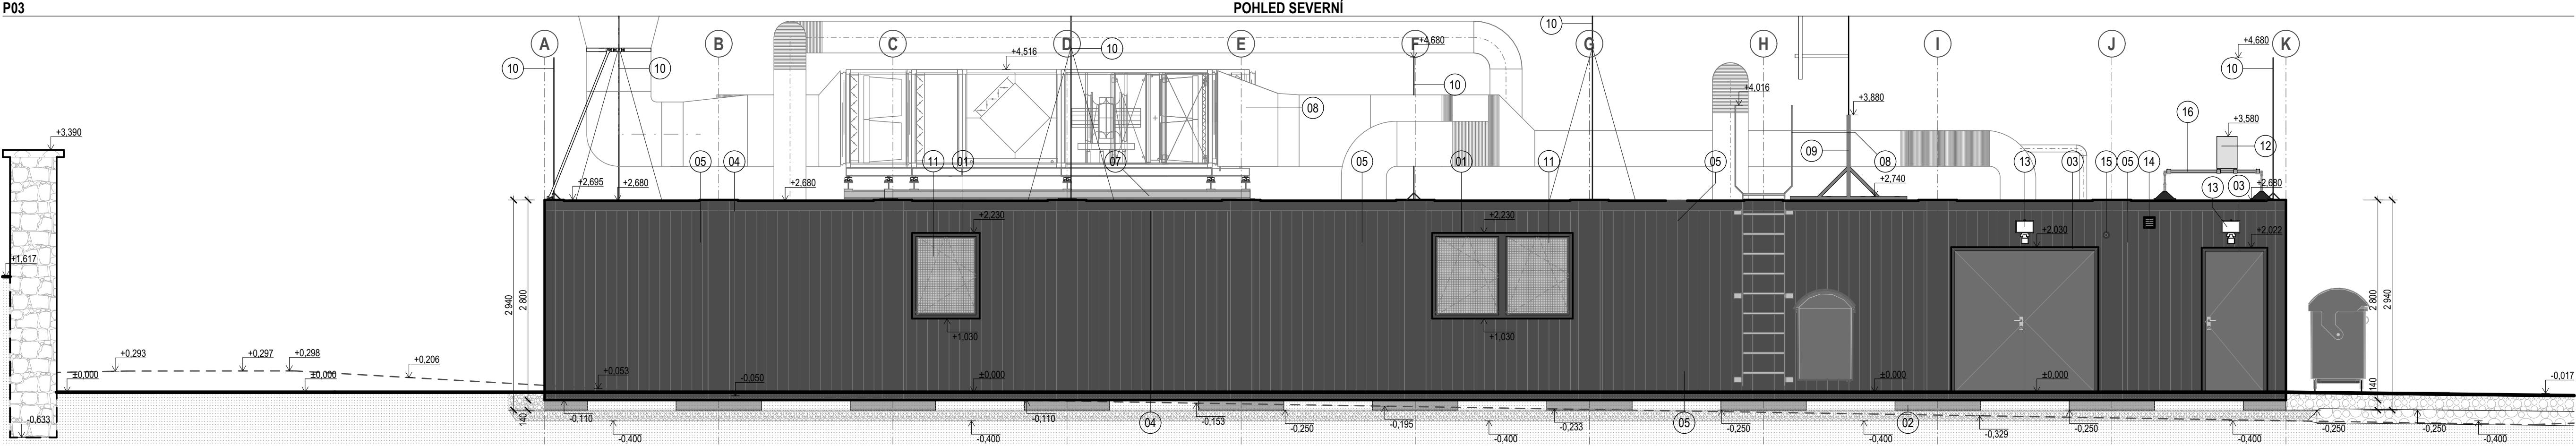 P03
POHLED SEVERNÍ
A B C D E F G H I J K
10 10 10 10 10 10
+4,516 +4,680 +4,680
08
+4,016 +3,880
16
+3,580
12
+3,390
05 04 11 01 07 05 01 11 05 09 08 13 03 15 05 14
13 03
+2,695 +2,680 +2,680 +2,740 +2,680
+2,230 +2,230 +2,030 +2,022
+1,617
2 940 2 800 2 800 2 940
+1,030 +1,030
+0,293 +0,297 +0,298 +0,206
±0,000 ±0,000 +0,053 -0,050 ±0,000 ±0,000 ±0,000 -0,017
140 140
-0,110 -0,110 -0,153 -0,250 -0,195 -0,233 -0,250 -0,329 -0,250 -0,250 -0,250
04 05 02
-0,633 -0,400 -0,400 -0,400 -0,400 -0,400 -0,400